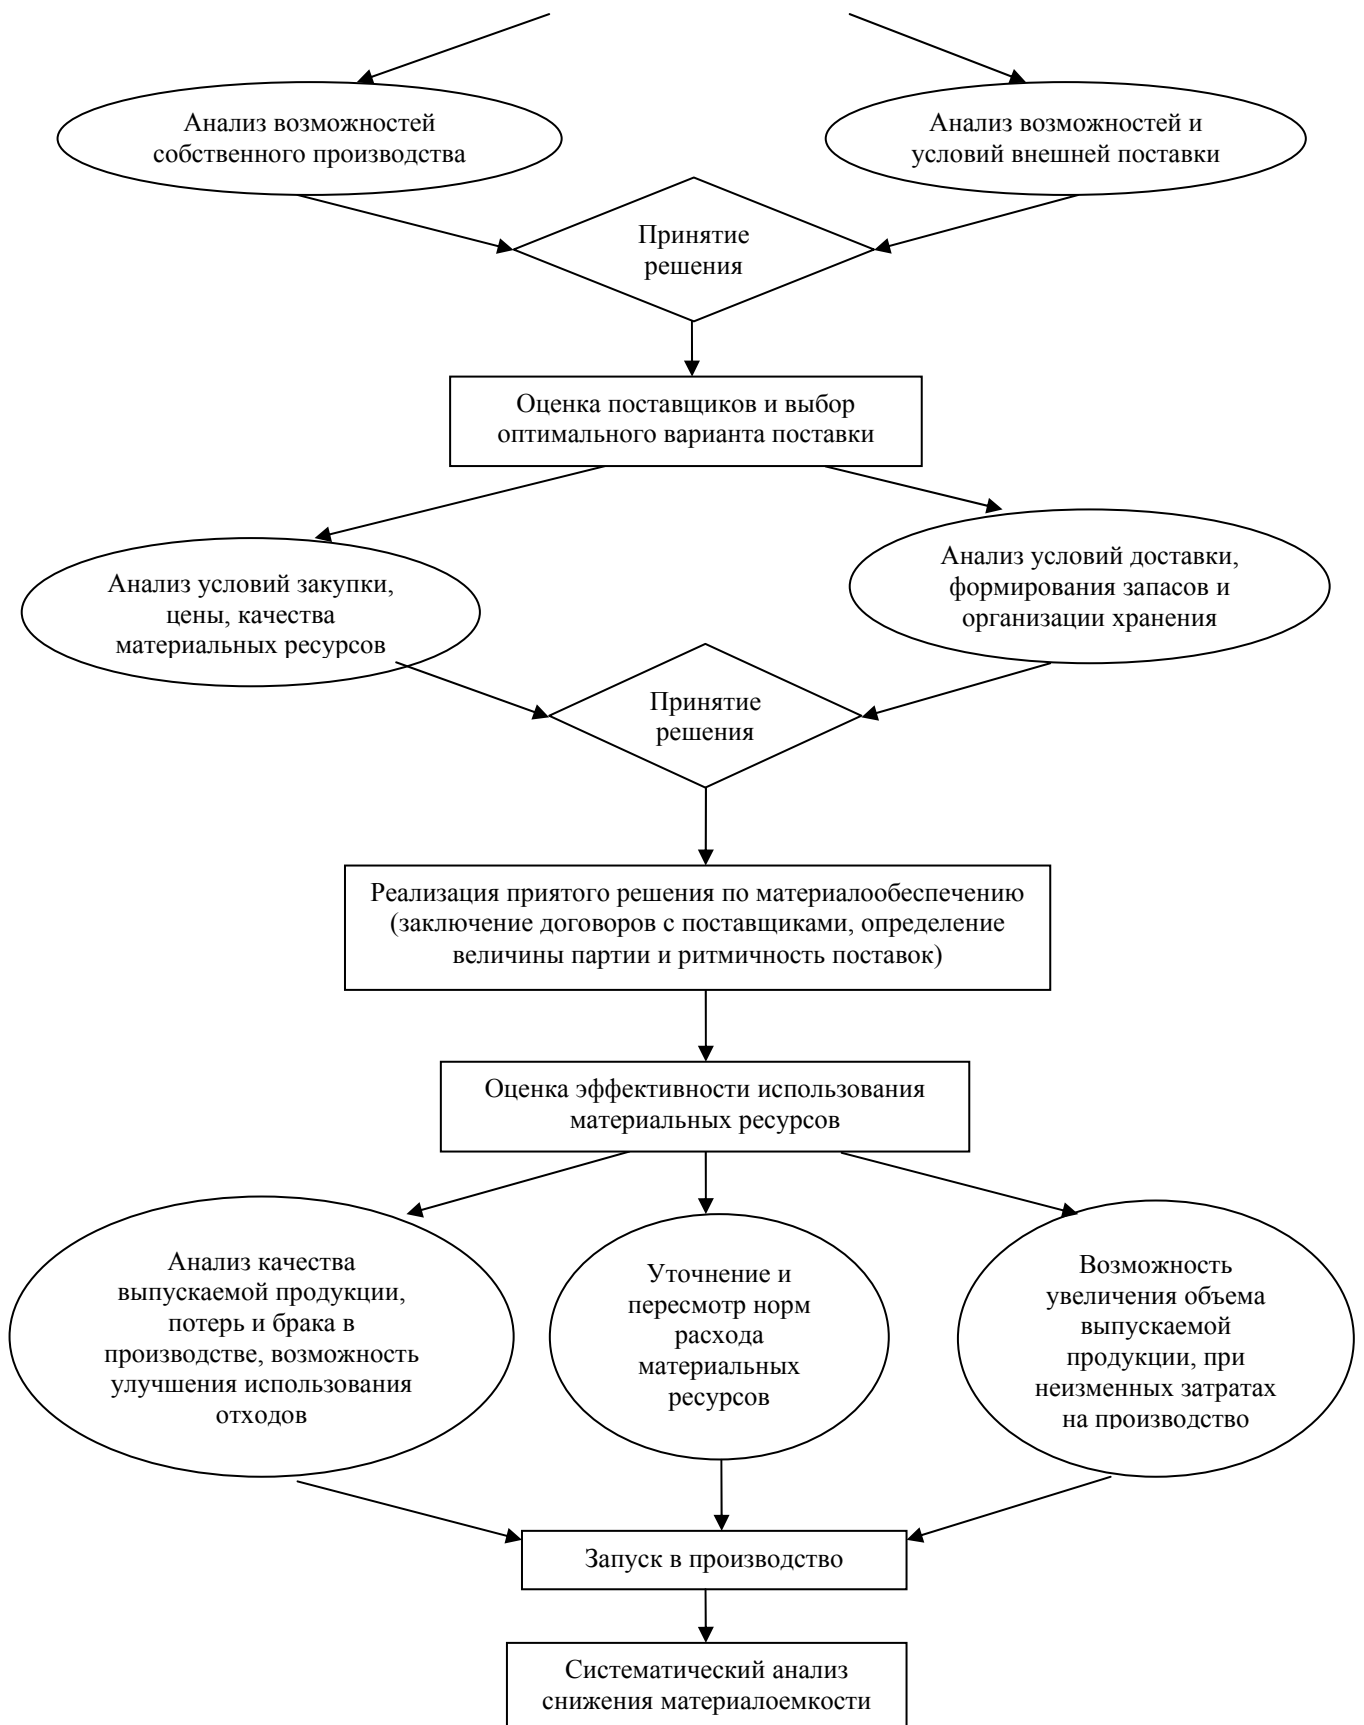 Анализ возможностей
собственного производства
Анализ возможностей и
условий внешней поставки
Принятие
решения
Оценка поставщиков и выбор
оптимального варианта поставки
Анализ условий закупки,
цены, качества
материальных ресурсов
Анализ условий доставки,
формирования запасов и
организации хранения
Принятие
решения
Реализация приятого решения по материалообеспечению
(заключение договоров с поставщиками, определение
величины партии и ритмичность поставок)
Оценка эффективности использования
материальных ресурсов
Анализ качества
выпускаемой продукции,
потерь и брака в
производстве, возможность
улучшения использования
отходов
Уточнение и
пересмотр норм
расхода
материальных
ресурсов
Возможность
увеличения объема
выпускаемой
продукции, при
неизменных затратах
на производство
Запуск в производство
Систематический анализ
снижения материалоемкости